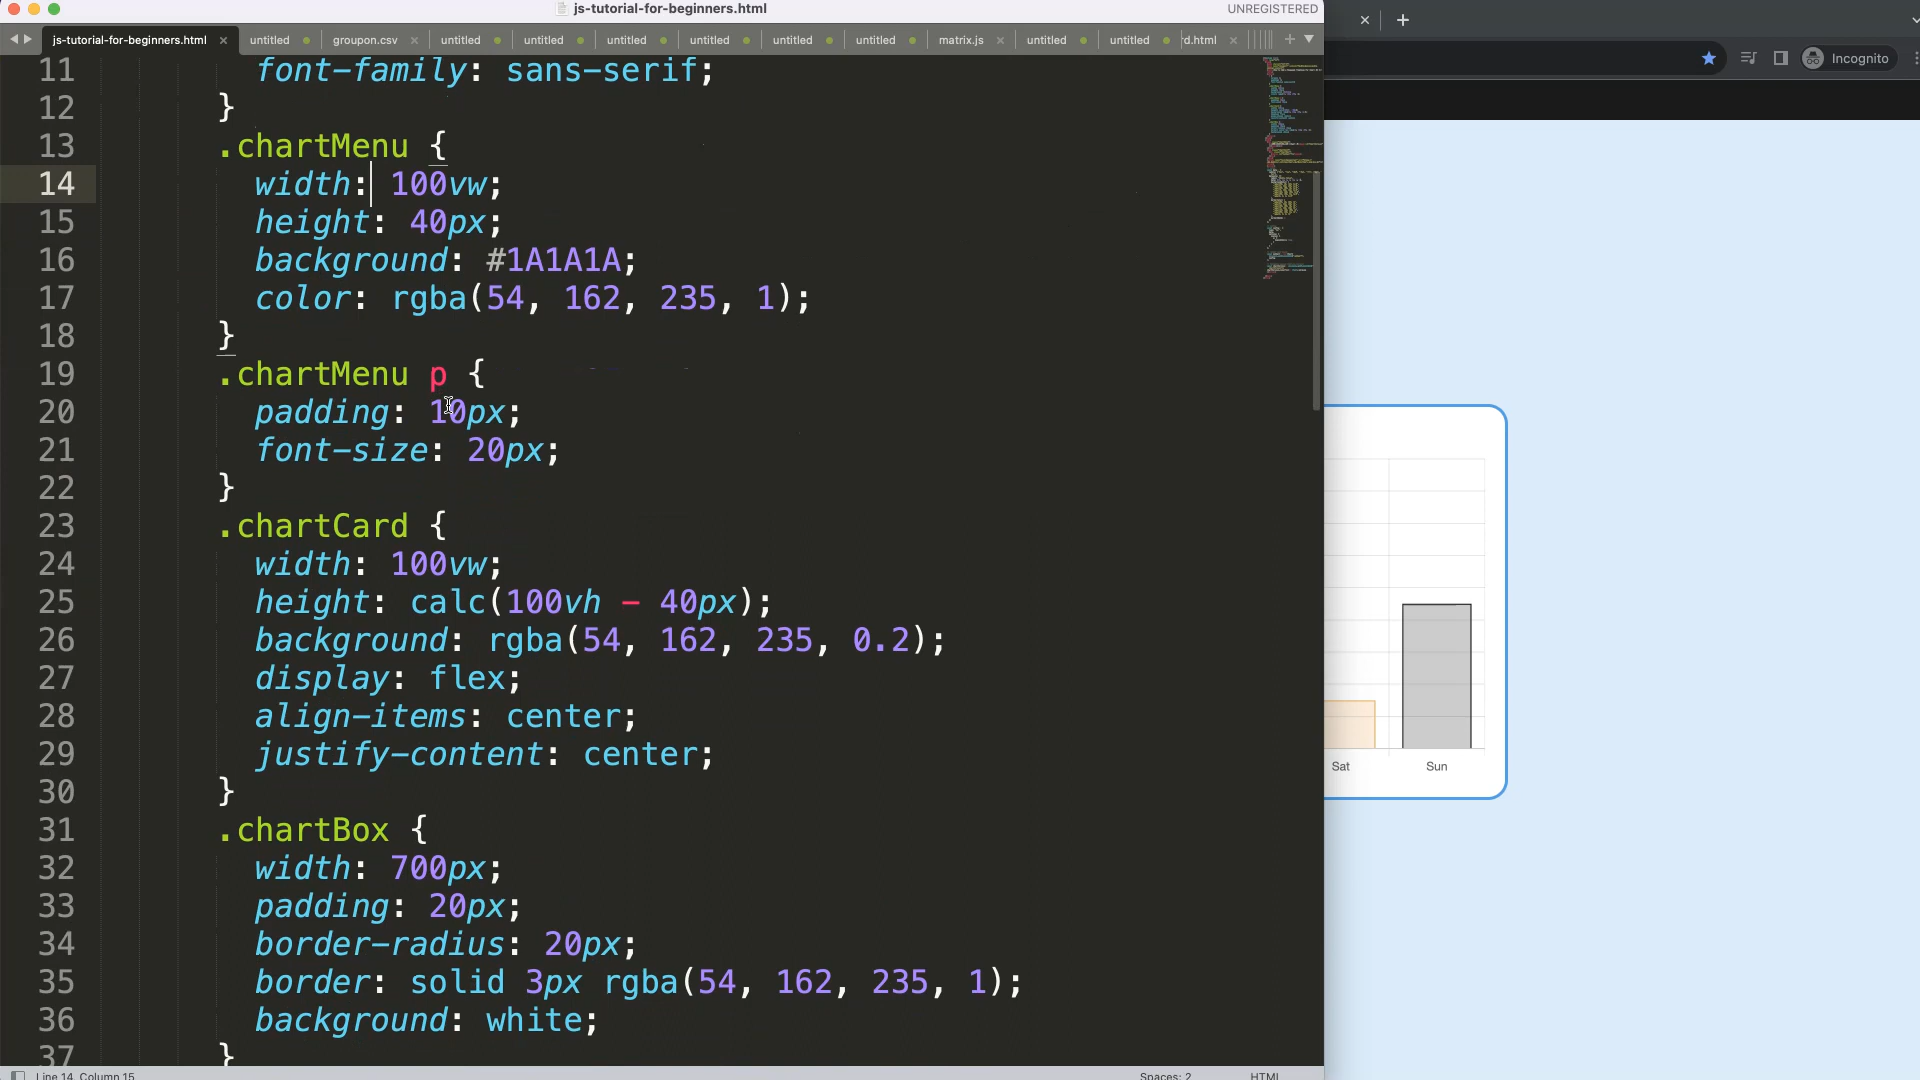 js-tutorial-for-beginners.html
UNREGISTERED
js-tutorial-for-beginners.html untitled groupon.csv untitled untitled untitled untitled untitled untitled matrix.js untitled untitled d.html
Incognito
11 font-family: sans-serif;
12 }
13 .chartMenu {
14 width: 100vw;
15 height: 40px;
16 background: #1A1A1A;
17 color: rgba(54, 162, 235, 1);
18 }
19 .chartMenu p {
20 padding: 10px;
21 font-size: 20px;
22 }
23 .chartCard {
24 width: 100vw;
25 height: calc(100vh - 40px);
26 background: rgba(54, 162, 235, 0.2);
27 display: flex;
28 align-items: center;
29 justify-content: center;
30 }
31 .chartBox {
32 width: 700px;
33 padding: 20px;
34 border-radius: 20px;
35 border: solid 3px rgba(54, 162, 235, 1);
36 background: white;
37 }
Sat Sun
Line 14, Column 15
Spaces: 2
HTML